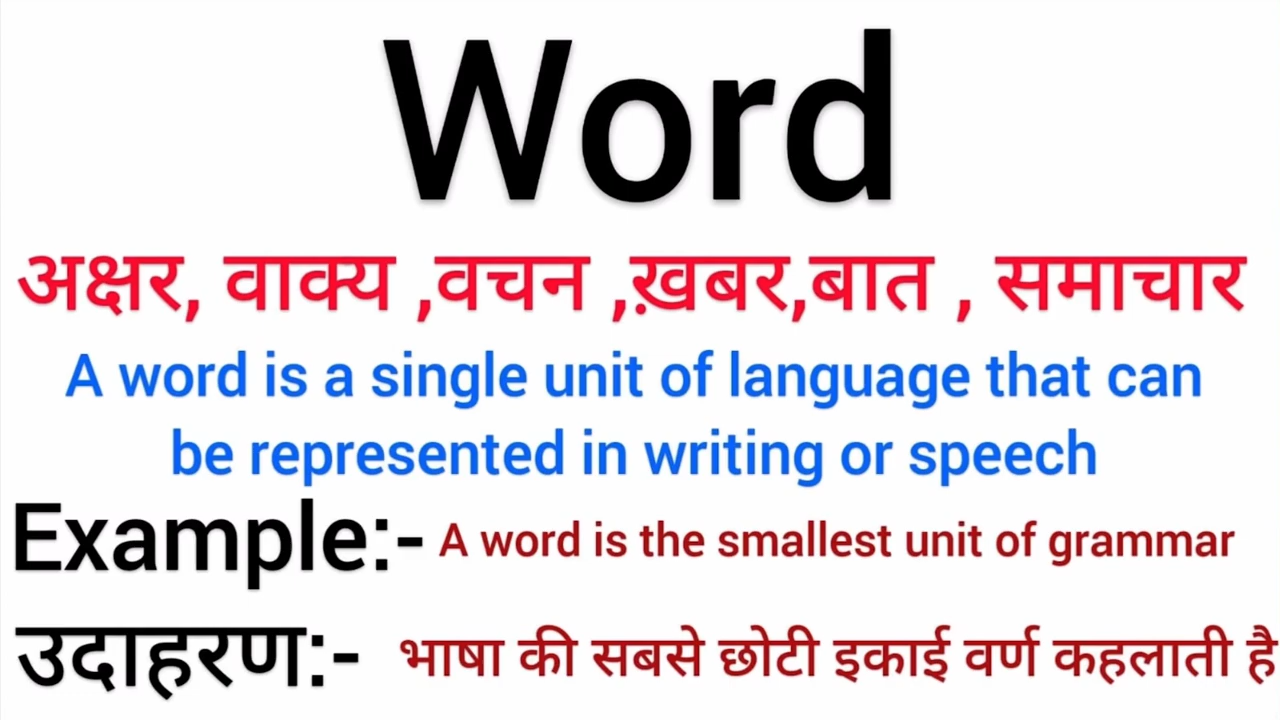 Word
अक्षर, वाक्य ,वचन ,ख़बर,बात , समाचार
A word is a single unit of language that can
be represented in writing or speech
Example:- A word is the smallest unit of grammar
उदाहरण:- भाषा की सबसे छोटी इकाई वर्ण कहलाती है